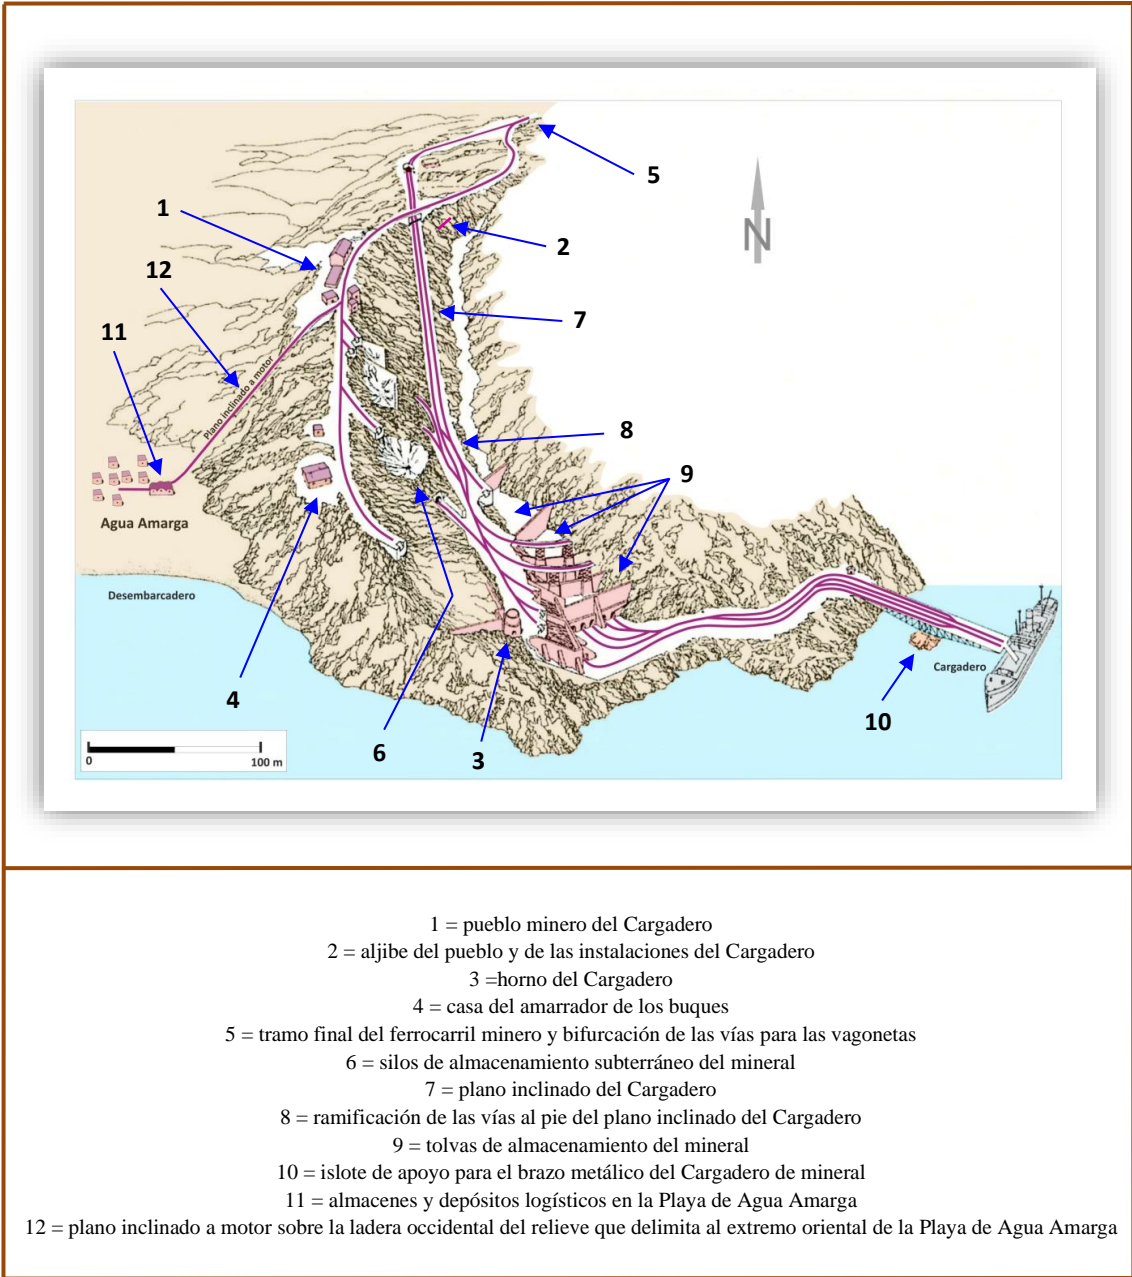 5
1
2
N
12
7
11
Plano inclinado a motor
8
9
Agua Amarga
Desembarcadero
Cargadero
4
10
6
3
0
100 m
1 = pueblo minero del Cargadero
2 = aljibe del pueblo y de las instalaciones del Cargadero
3 =horno del Cargadero
4 = casa del amarrador de los buques
5 = tramo final del ferrocarril minero y bifurcación de las vías para las vagonetas
6 = silos de almacenamiento subterráneo del mineral
7 = plano inclinado del Cargadero
8 = ramificación de las vías al pie del plano inclinado del Cargadero
9 = tolvas de almacenamiento del mineral
10 = islote de apoyo para el brazo metálico del Cargadero de mineral
11 = almacenes y depósitos logísticos en la Playa de Agua Amarga
12 = plano inclinado a motor sobre la ladera occidental del relieve que delimita al extremo oriental de la Playa de Agua Amarga